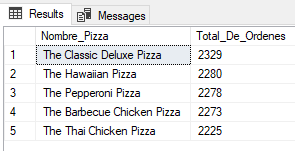 Results Messages
Nombre_Pizza Total_De_Ordenes
1 The Classic Deluxe Pizza 2329
2 The Hawaiian Pizza 2280
3 The Pepperoni Pizza 2278
4 The Barbecue Chicken Pizza 2273
5 The Thai Chicken Pizza 2225